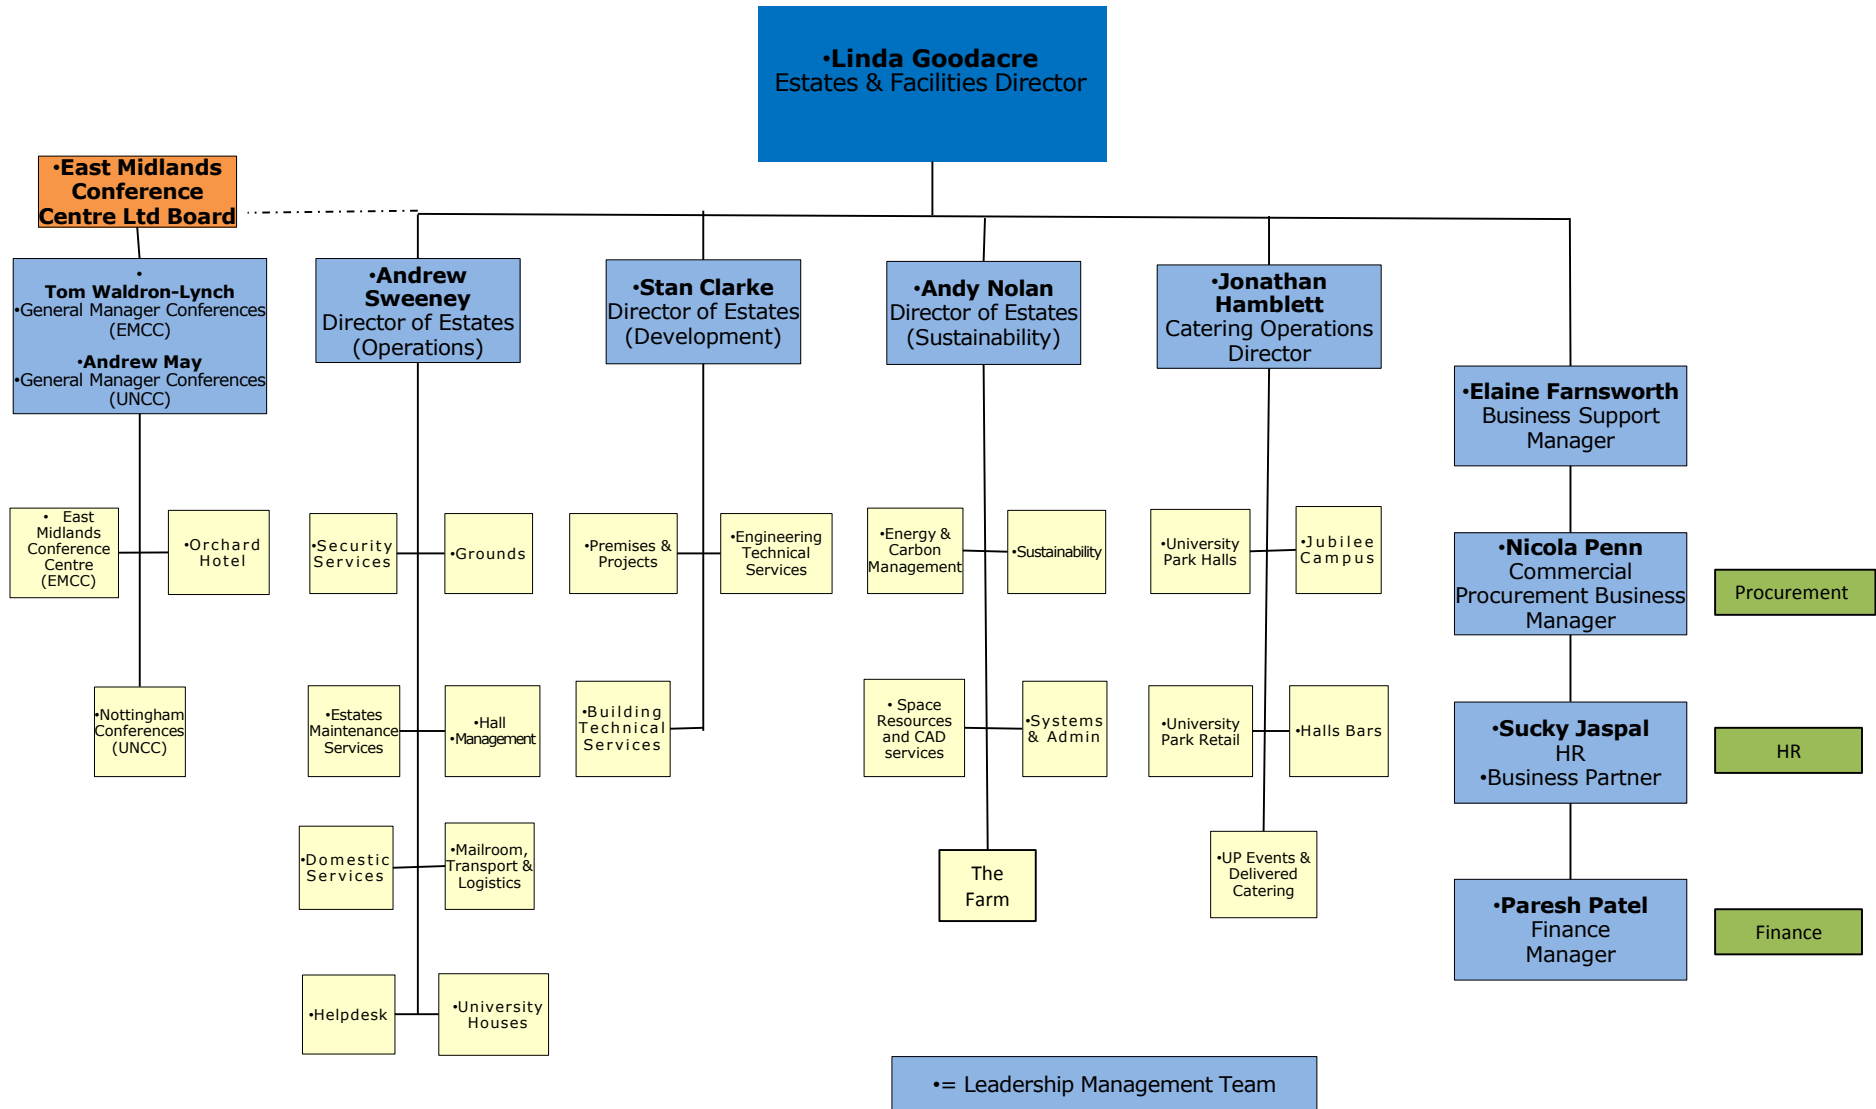 •Linda Goodacre
Estates & Facilities Director
•East Midlands
Conference
Centre Ltd Board
•
Tom Waldron-Lynch
•General Manager Conferences
(EMCC)
•Andrew May
•General Manager Conferences
(UNCC)
•Andrew
Sweeney
Director of Estates
(Operations)
•Stan Clarke
Director of Estates
(Development)
•Andy Nolan
Director of Estates
(Sustainability)
•Jonathan
Hamblett
Catering Operations
Director
•Elaine Farnsworth
Business Support
Manager
• East
Midlands
Conference
Centre
(EMCC)
•Orchard
Hotel
•Security
Services
•Grounds
•Premises &
Projects
•Engineering
Technical
Services
•Energy &
Carbon
Management
•Sustainability
•University
Park Halls
•Jubilee
Campus
•Nicola Penn
Commercial
Procurement Business
Manager
Procurement
•Nottingham
Conferences
(UNCC)
•Estates
Maintenance
Services
•Hall
•Management
•Building
Technical
Services
• Space
Resources
and CAD
services
•Systems
& Admin
•University
Park Retail
•Halls Bars
•Sucky Jaspal
HR
•Business Partner
HR
•Domestic
Services
•Mailroom,
Transport &
Logistics
The
Farm
•UP Events &
Delivered
Catering
•Paresh Patel
Finance
Manager
Finance
•Helpdesk
•University
Houses
•= Leadership Management Team